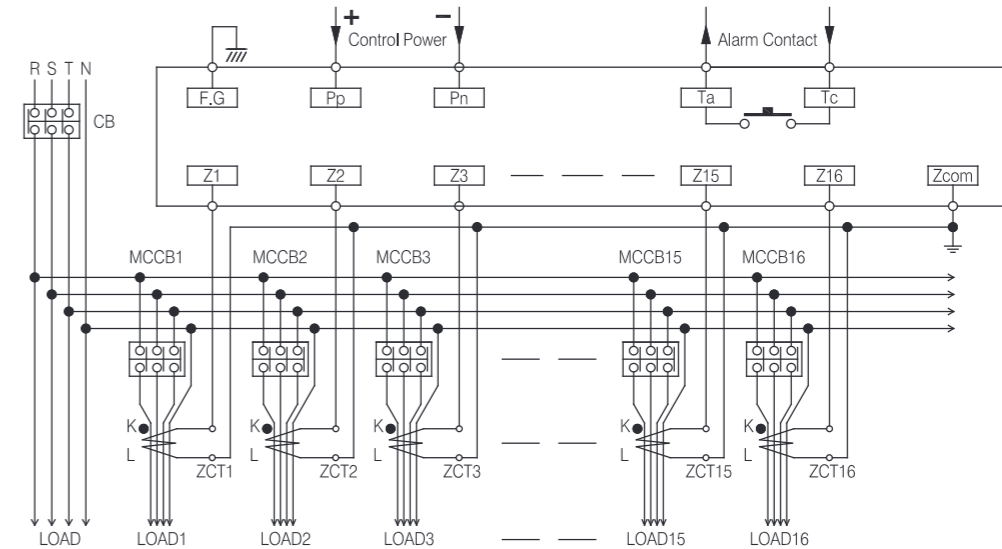 + Control Power −
Alarm Contact
R S T N
CB
F.G Pp Pn Ta Tc
Z1 Z2 Z3 Z15 Z16 Zcom
MCCB1 MCCB2 MCCB3 MCCB15 MCCB16
K K K K K
L L L L L
ZCT1 ZCT2 ZCT3 ZCT15 ZCT16
LOAD LOAD1 LOAD2 LOAD3 LOAD15 LOAD16